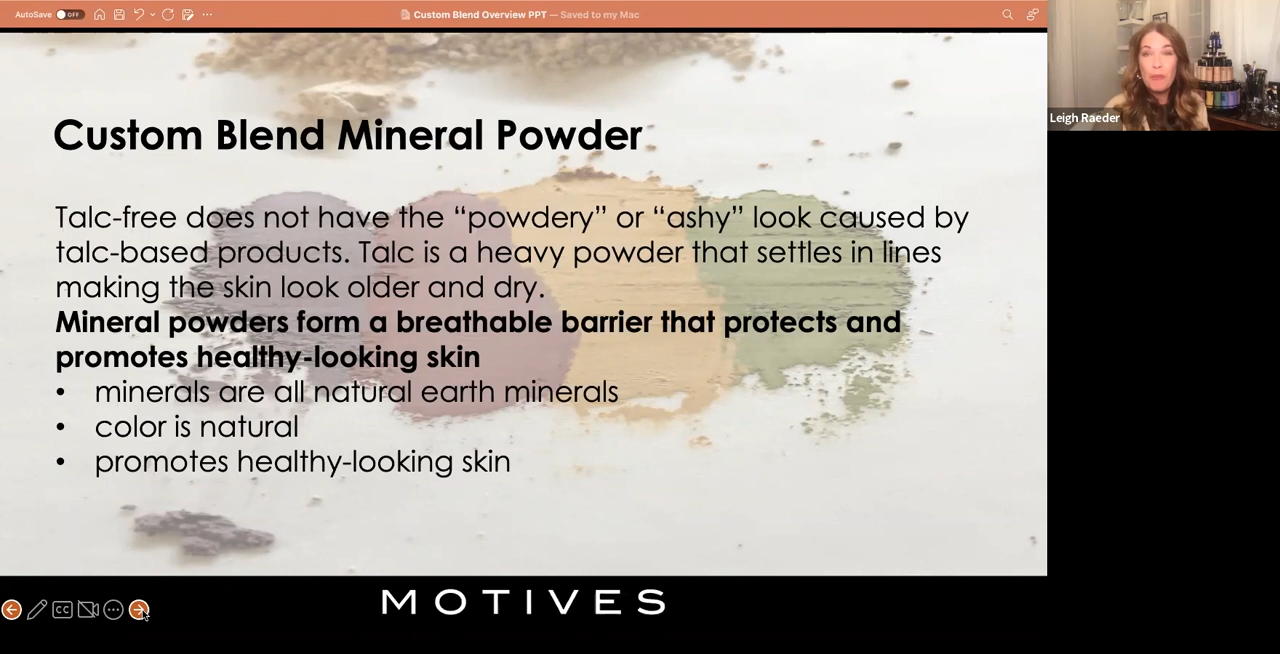 AutoSave OFF
Custom Blend Overview PPT — Saved to my Mac
Leigh Raeder
Custom Blend Mineral Powder
Talc-free does not have the “powdery” or “ashy” look caused by
talc-based products. Talc is a heavy powder that settles in lines
making the skin look older and dry.
Mineral powders form a breathable barrier that protects and
promotes healthy-looking skin
• minerals are all natural earth minerals
• color is natural
• promotes healthy-looking skin
CC
MOTIVES